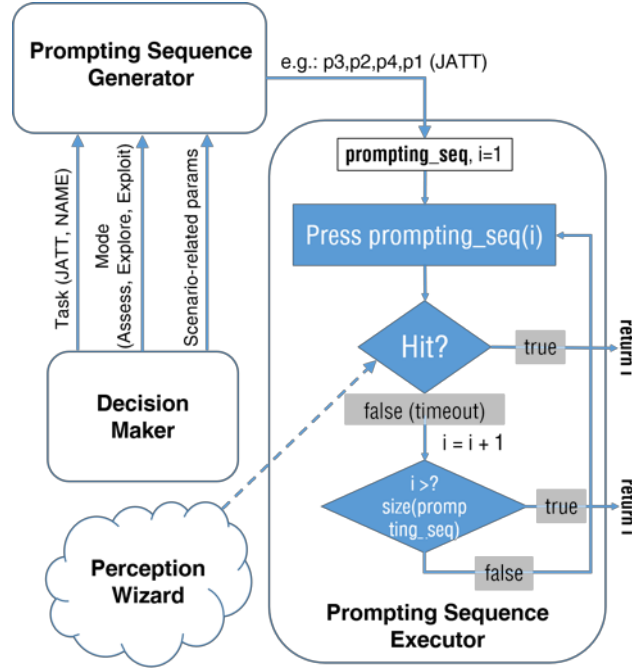 Prompting Sequence
Generator
e.g.: p3,p2,p4,p1 (JATT)
Task (JATT, NAME)
Mode
(Assess, Explore, Exploit)
Scenario-related params
Decision
Maker
Perception
Wizard
prompting_seq, i=1
Press prompting_seq(i)
Hit?
true
return i
false (timeout)
i = i + 1
i >?
size(promp
ting_seq)
true
return i
false
Prompting Sequence
Executor